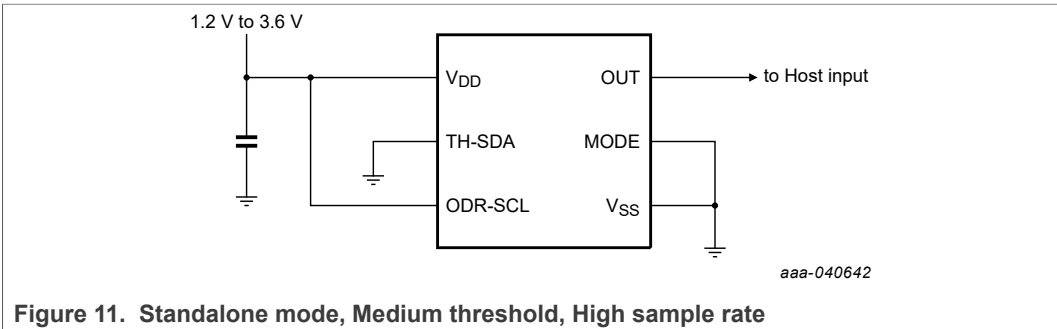 1.2 V to 3.6 V
VDD
OUT
to Host input
TH-SDA
MODE
ODR-SCL
VSS
aaa-040642
Figure 11. Standalone mode, Medium threshold, High sample rate